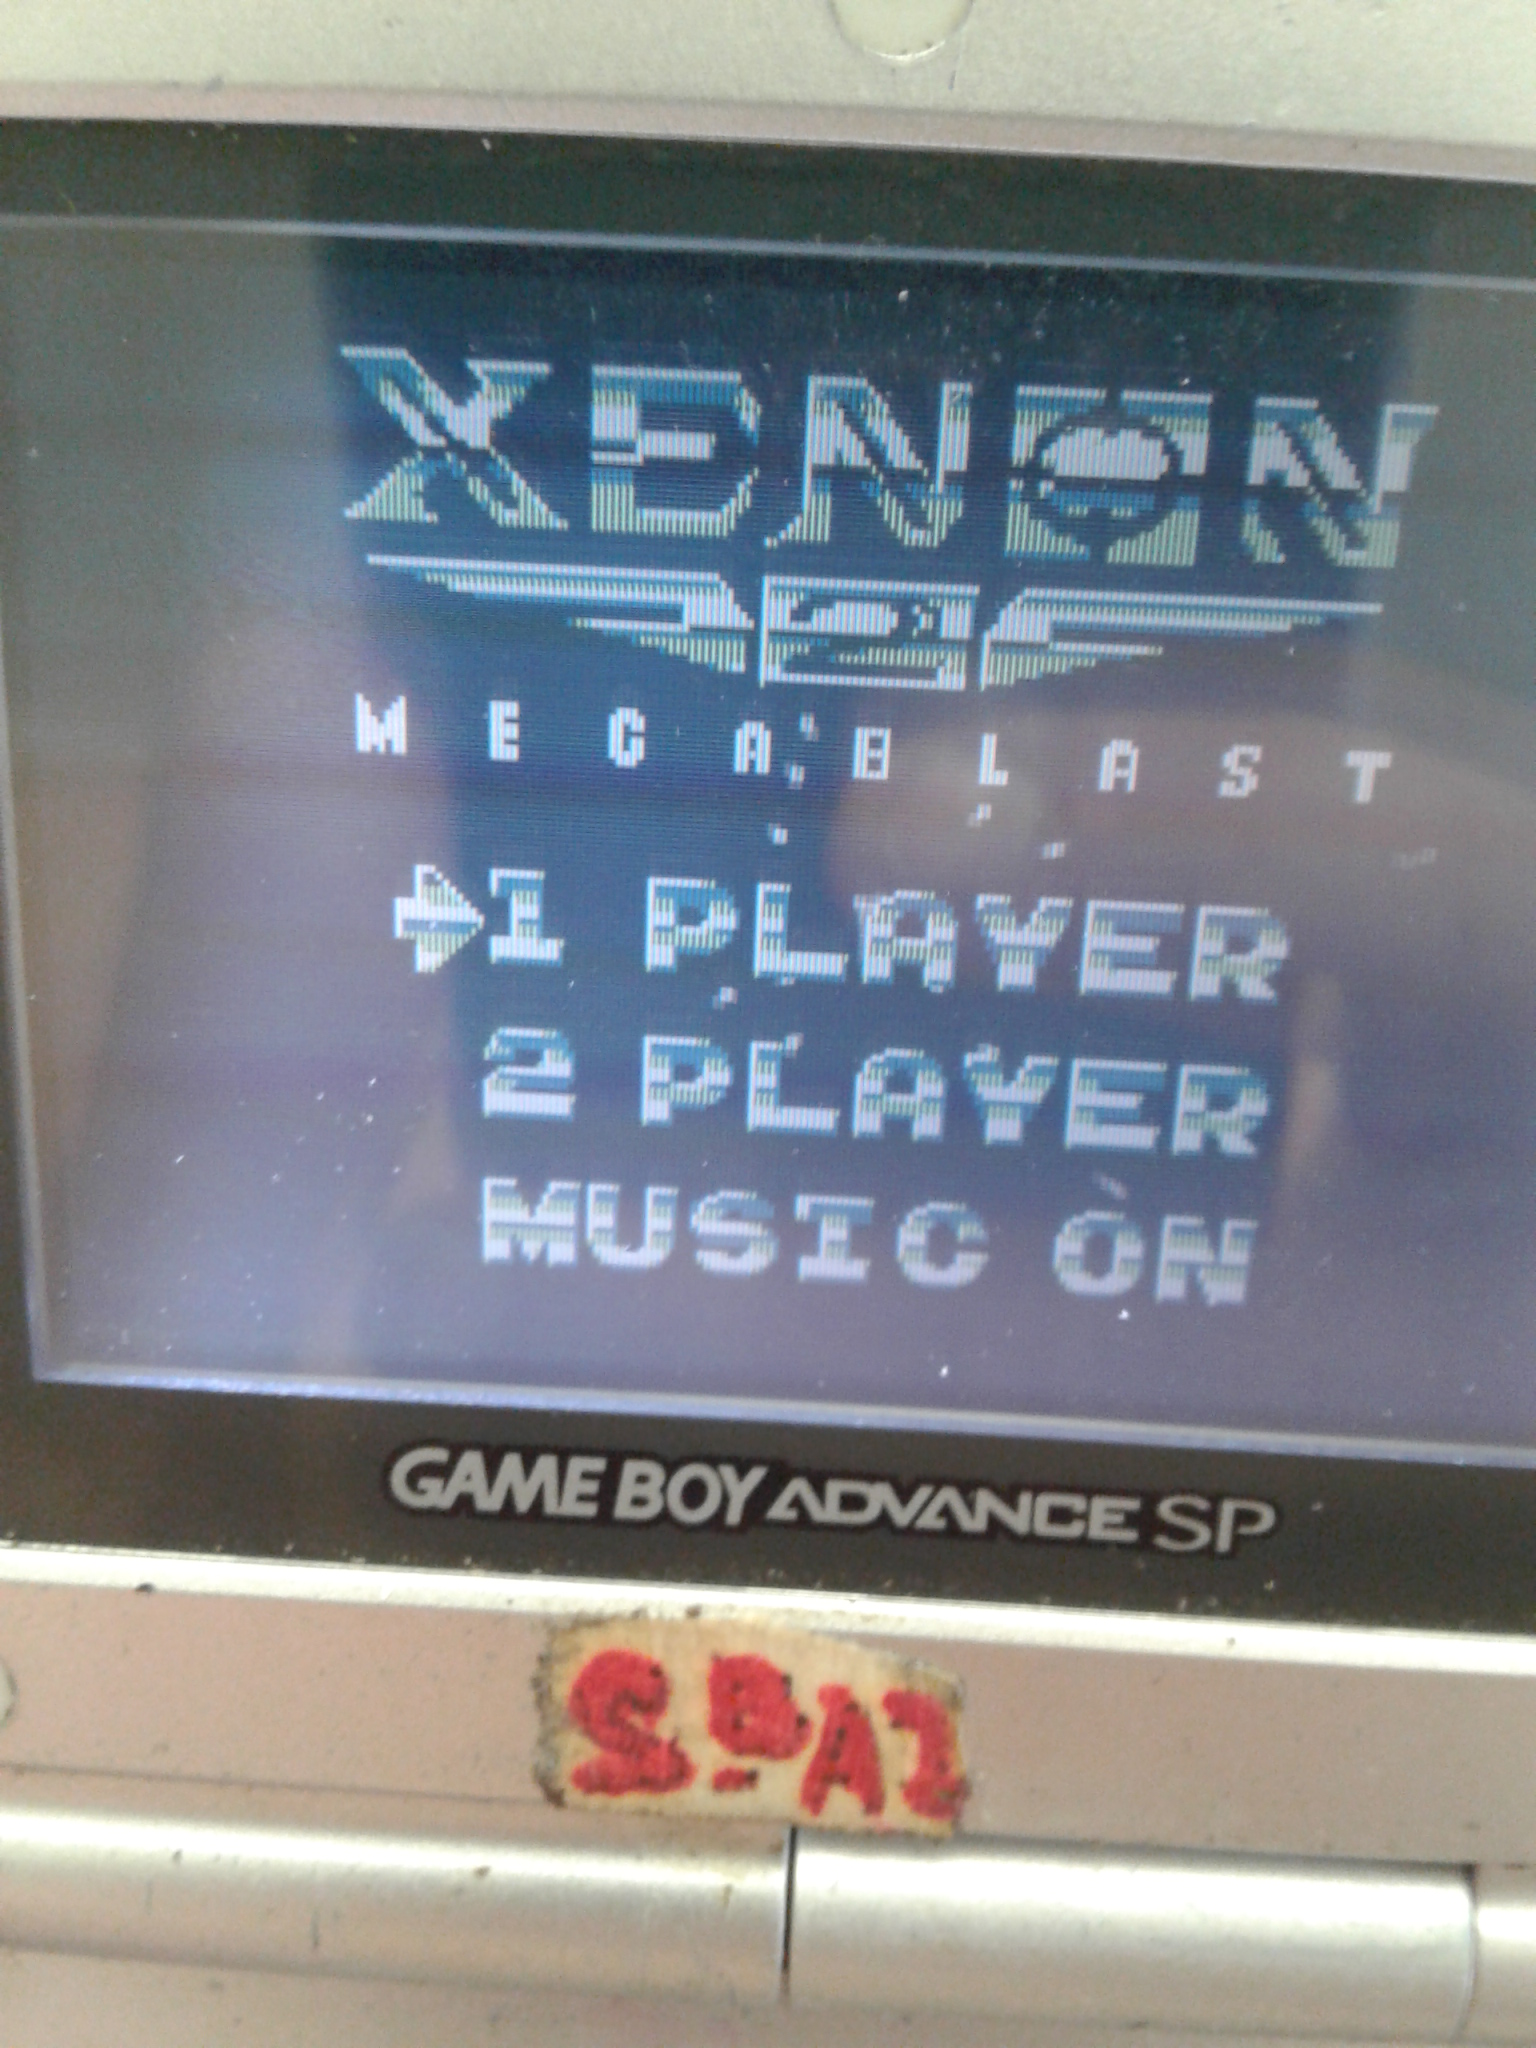 XENON
2
MEGABLAST
1 PLAYER
2 PLAYER
MUSIC ON
GAME BOY ADVANCE SP